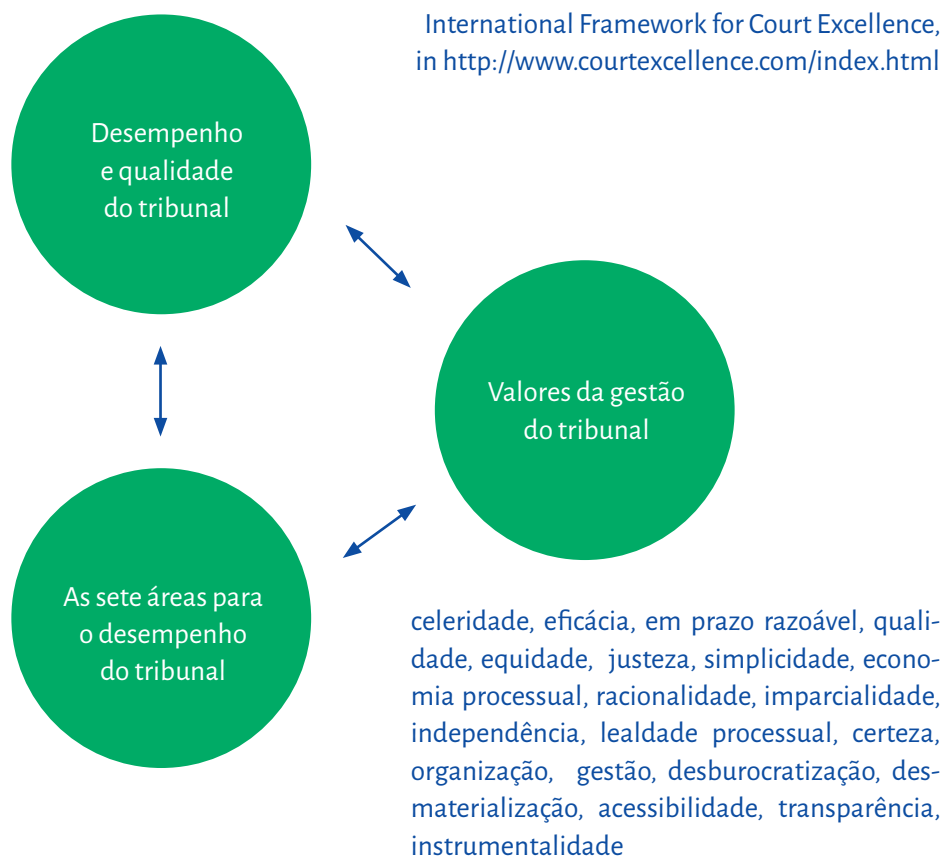 International Framework for Court Excellence,
in http://www.courtexcellence.com/index.html
Desempenho
e qualidade
do tribunal
Valores da gestão
do tribunal
As sete áreas para
o desempenho
do tribunal
celeridade, eficácia, em prazo razoável, quali-
dade, equidade, justeza, simplicidade, econo-
mia processual, racionalidade, imparcialidade,
independência, lealdade processual, certeza,
organização, gestão, desburocratização, des-
materialização, acessibilidade, transparência,
instrumentalidade